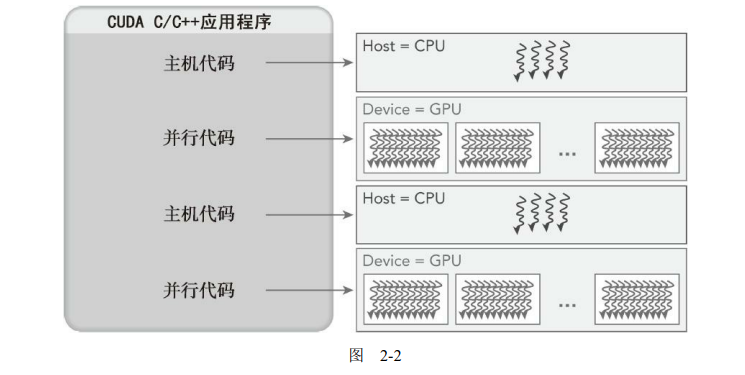 CUDA C/C++应用程序
主机代码
Host = CPU
并行代码
Device = GPU
...
主机代码
Host = CPU
并行代码
Device = GPU
...
图 2-2